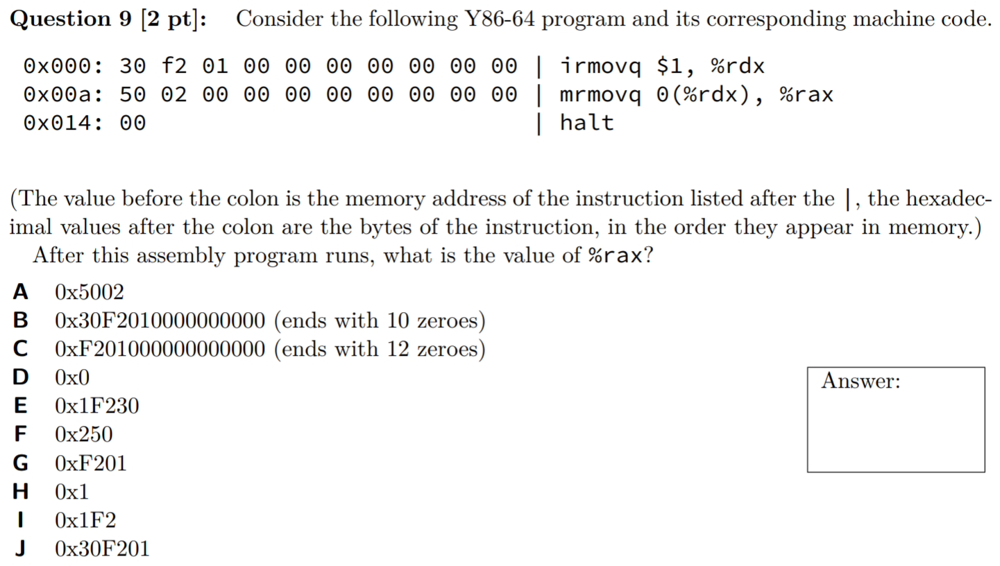 Question 9 [2 pt]: Consider the following Y86-64 program and its corresponding machine code.
0x000: 30 f2 01 00 00 00 00 00 00 00 | irmovq $1, %rdx
0x00a: 50 02 00 00 00 00 00 00 00 00 | mrmovq 0(%rdx), %rax
0x014: 00 | halt
(The value before the colon is the memory address of the instruction listed after the |, the hexadec-
imal values after the colon are the bytes of the instruction, in the order they appear in memory.)
After this assembly program runs, what is the value of %rax?
A 0x5002
B 0x30F2010000000000 (ends with 10 zeroes)
C 0xF201000000000000 (ends with 12 zeroes)
D 0x0
E 0x1F230
F 0x250
G 0xF201
H 0x1
I 0x1F2
J 0x30F201
Answer: